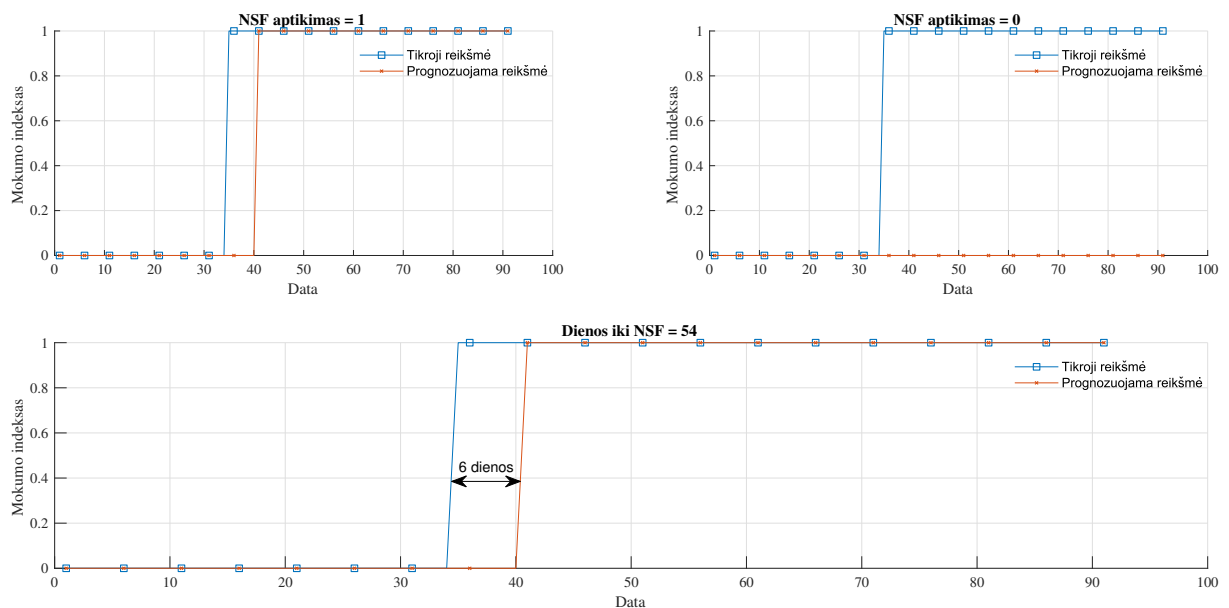 NSF aptikimas = 1
1
0.8
0.6
0.4
0.2
0
Mokumo indeksas
Tikroji reikšmė
Prognozuojama reikšmė
0 10 20 30 40 50 60 70 80 90 100
Data
NSF aptikimas = 0
1
0.8
0.6
0.4
0.2
0
Mokumo indeksas
Tikroji reikšmė
Prognozuojama reikšmė
0 10 20 30 40 50 60 70 80 90 100
Data
Dienos iki NSF = 54
1
0.8
0.6
0.4
0.2
0
Mokumo indeksas
Tikroji reikšmė
Prognozuojama reikšmė
6 dienos
0 10 20 30 40 50 60 70 80 90 100
Data